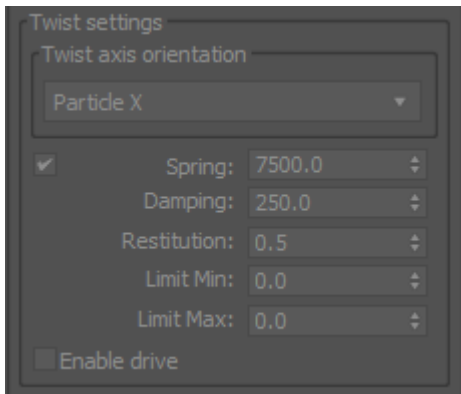 Twist settings
Twist axis orientation
Particle X
Spring: 7500.0
Damping: 250.0
Restitution: 0.5
Limit Min: 0.0
Limit Max: 0.0
Enable drive